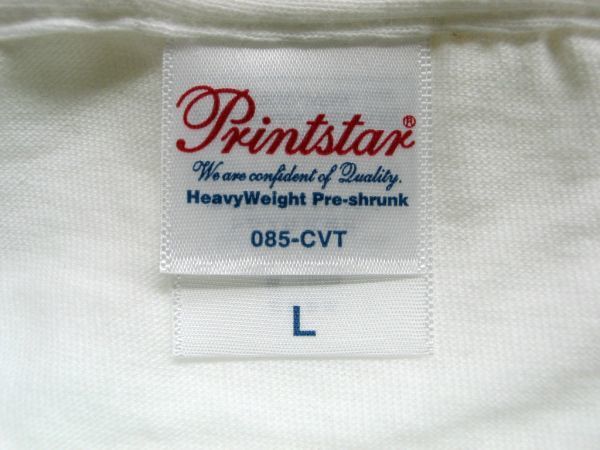 Printstar®
We are confident of Quality.
HeavyWeight Pre-shrunk
085-CVT
L